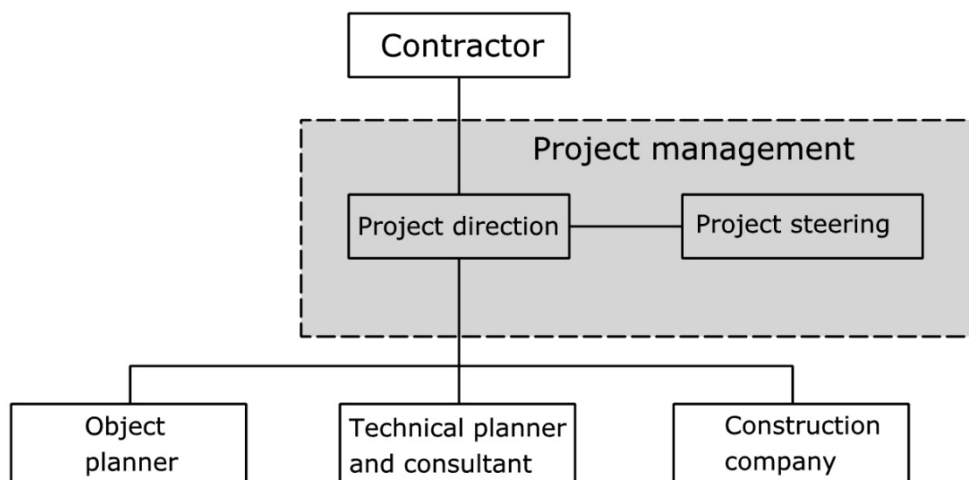 Contractor
Project management
Project direction
Project steering
Object
planner
Technical planner
and consultant
Construction
company